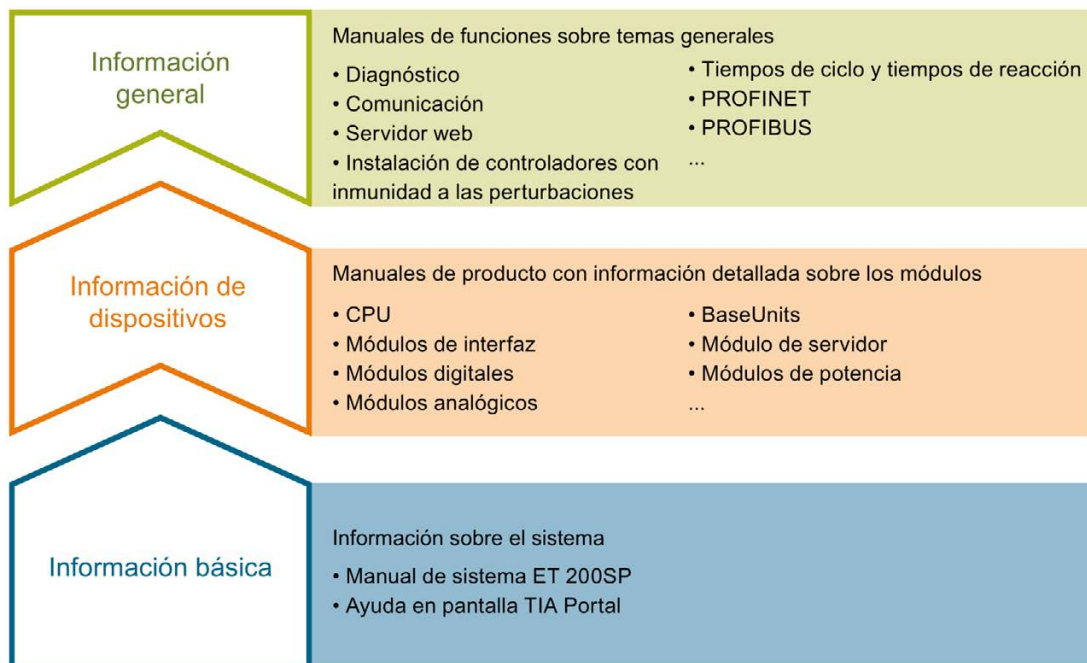 Información
general
Manuales de funciones sobre temas generales
• Diagnóstico
• Comunicación
• Servidor web
• Instalación de controladores con
inmunidad a las perturbaciones
• Tiempos de ciclo y tiempos de reacción
• PROFINET
• PROFIBUS
...
Información de
dispositivos
Manuales de producto con información detallada sobre los módulos
• CPU
• Módulos de interfaz
• Módulos digitales
• Módulos analógicos
• BaseUnits
• Módulo de servidor
• Módulos de potencia
...
Información básica
Información sobre el sistema
• Manual de sistema ET 200SP
• Ayuda en pantalla TIA Portal